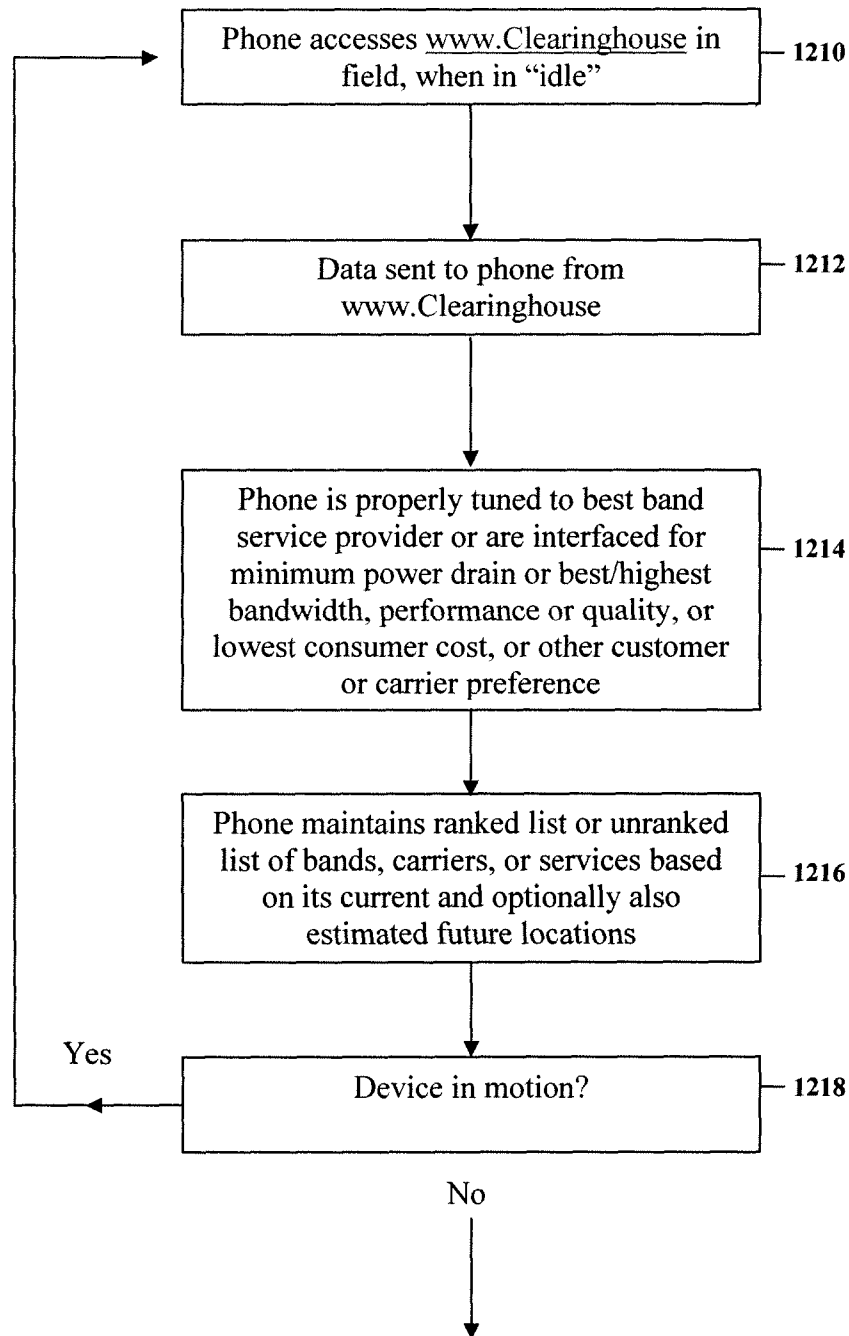 Phone accesses www.Clearinghouse in
field, when in “idle”
1210
Data sent to phone from
www.Clearinghouse
1212
Phone is properly tuned to best band
service provider or are interfaced for
minimum power drain or best/highest
bandwidth, performance or quality, or
lowest consumer cost, or other customer
or carrier preference
1214
Phone maintains ranked list or unranked
list of bands, carriers, or services based
on its current and optionally also
estimated future locations
1216
Yes
Device in motion?
1218
No